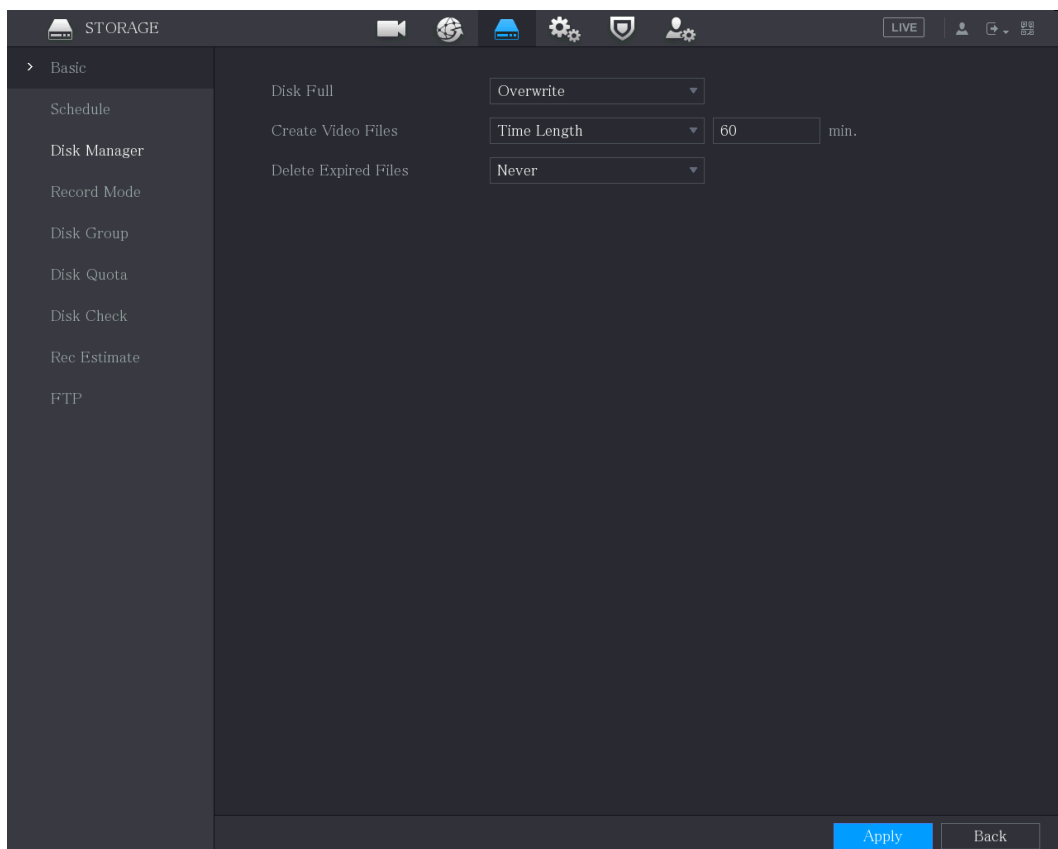 STORAGE LIVE
Basic
Schedule
Disk Manager
Record Mode
Disk Group
Disk Quota
Disk Check
Rec Estimate
FTP
Disk Full Overwrite
Create Video Files Time Length 60 min.
Delete Expired Files Never
Apply Back